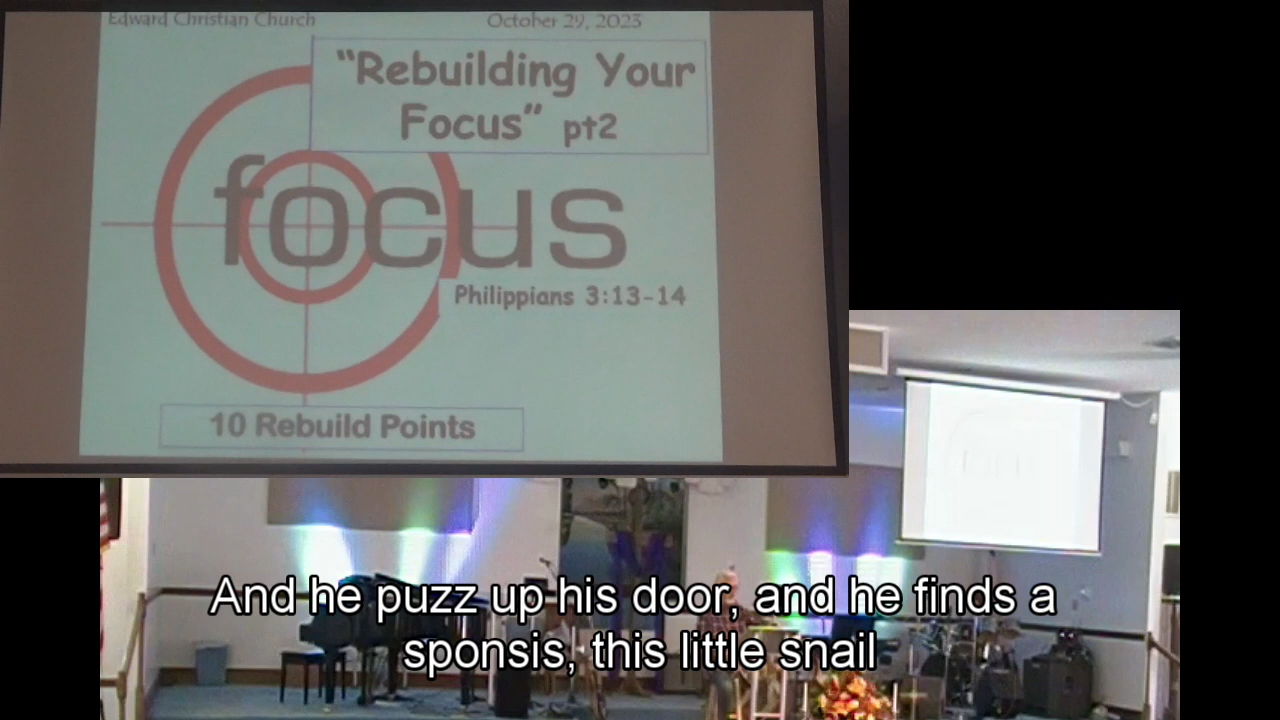 Edward Christian Church
October 29, 2023
"Rebuilding Your
Focus" pt2
focus
Philippians 3:13-14
10 Rebuild Points
And he puzz up his door, and he finds a
sponsis, this little snail